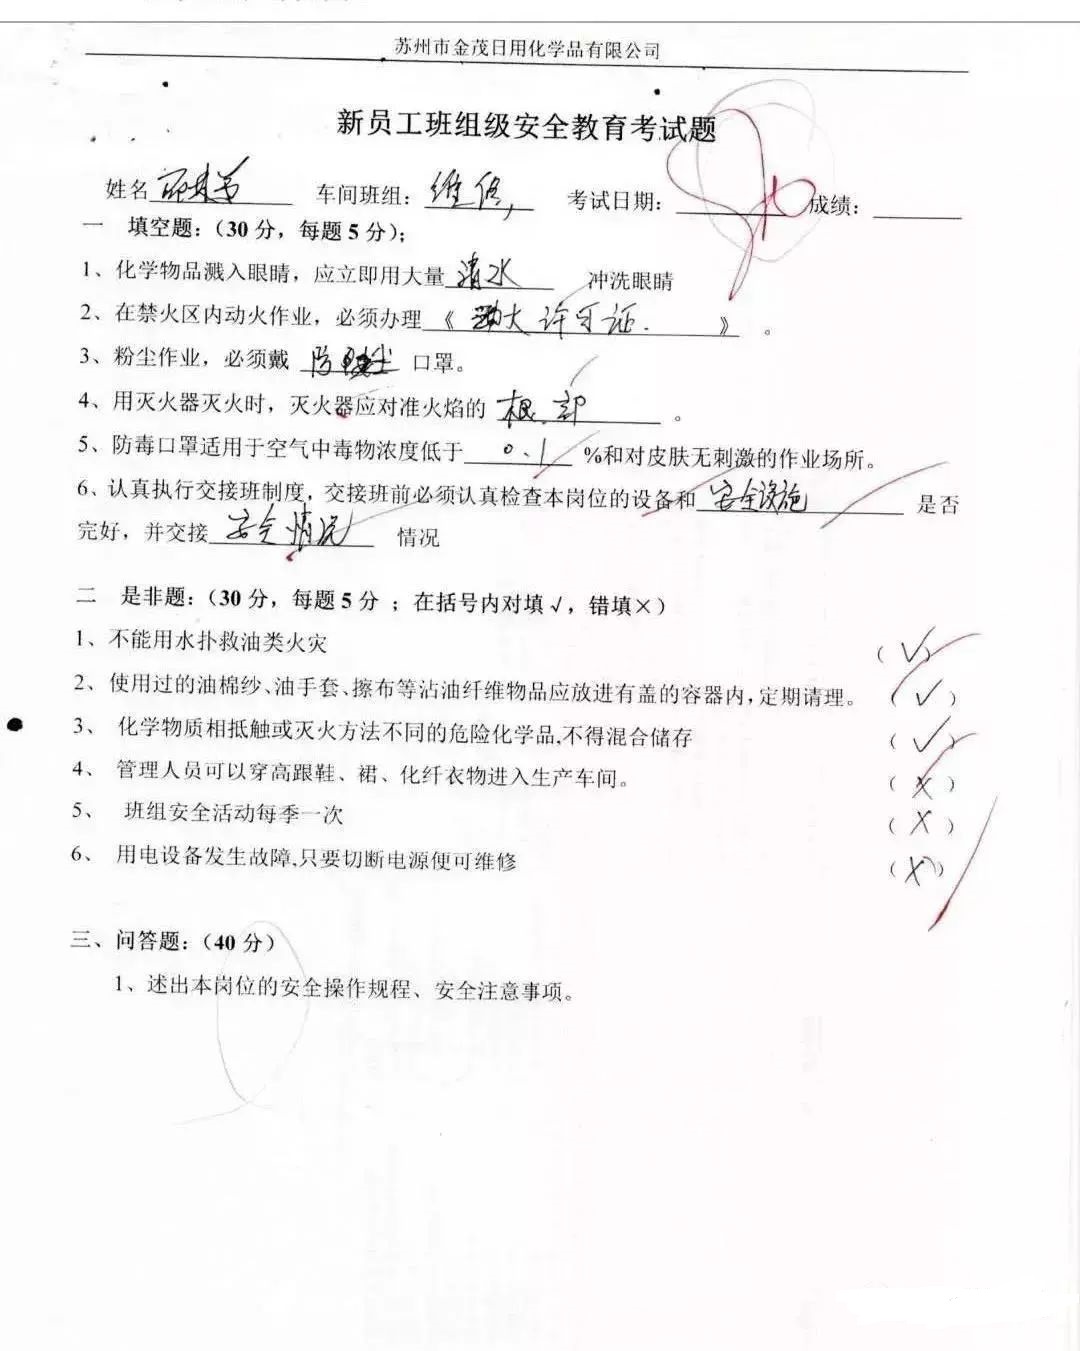 苏州市金茂日用化学品有限公司
新员工班组级安全教育考试题
姓名 车间班组: 维修, 考试日期: 成绩:
一 填空题:(30 分,每题 5 分);
1、化学物品溅入眼睛,应立即用大量 清水 冲洗眼睛
2、在禁火区内动火作业,必须办理 《 动火许可证. 》 。
3、粉尘作业,必须戴 防尘 口罩。
4、用灭火器灭火时,灭火器应对准火焰的 根部 。
5、防毒口罩适用于空气中毒物浓度低于 0、1 %和对皮肤无刺激的作业场所。
6、认真执行交接班制度,交接班前必须认真检查本岗位的设备和 安全设施 是否
完好,并交接 安全情况 情况
二 是非题:(30 分,每题 5 分 ;在括号内对填√,错填×)
1、不能用水扑救油类火灾 (√)
2、使用过的油棉纱、油手套、擦布等沾油纤维物品应放进有盖的容器内,定期请理。 (√)
3、 化学物质相抵触或灭火方法不同的危险化学品,不得混合储存 (√)
4、 管理人员可以穿高跟鞋、裙、化纤衣物进入生产车间。 (×)
5、 班组安全活动每季一次 (×)
6、 用电设备发生故障,只要切断电源便可维修 (×)
三、问答题:(40 分)
1、述出本岗位的安全操作规程、安全注意事项。